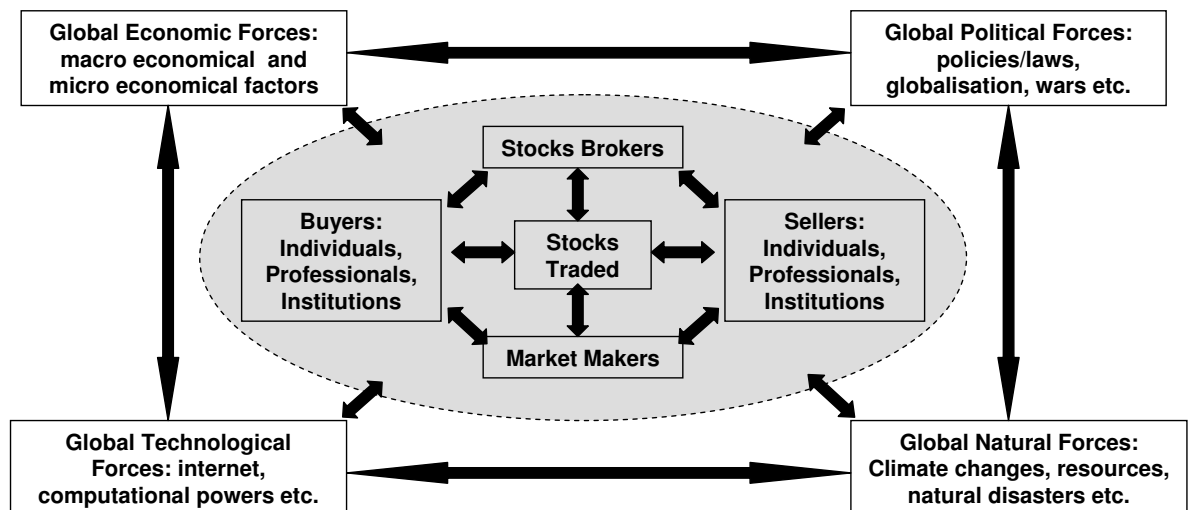 Global Economic Forces:
macro economical and
micro economical factors
Global Political Forces:
policies/laws,
globalisation, wars etc.
Stocks Brokers
Buyers:
Individuals,
Professionals,
Institutions
Stocks
Traded
Sellers:
Individuals,
Professionals,
Institutions
Market Makers
Global Technological
Forces: internet,
computational powers etc.
Global Natural Forces:
Climate changes, resources,
natural disasters etc.